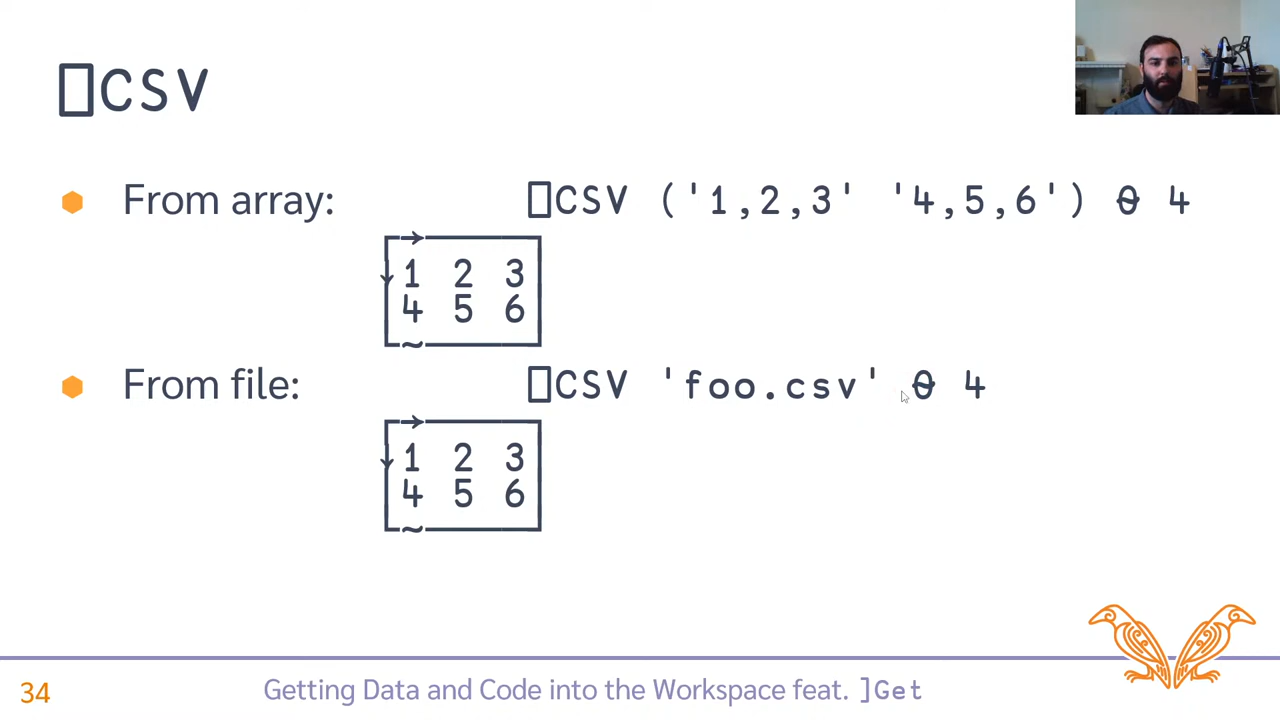 ⎕CSV
From array: ⎕CSV ('1,2,3' '4,5,6') ⍬ 4
1 2 3
4 5 6
From file: ⎕CSV 'foo.csv' ⍬ 4
1 2 3
4 5 6
34 Getting Data and Code into the Workspace feat. ]Get